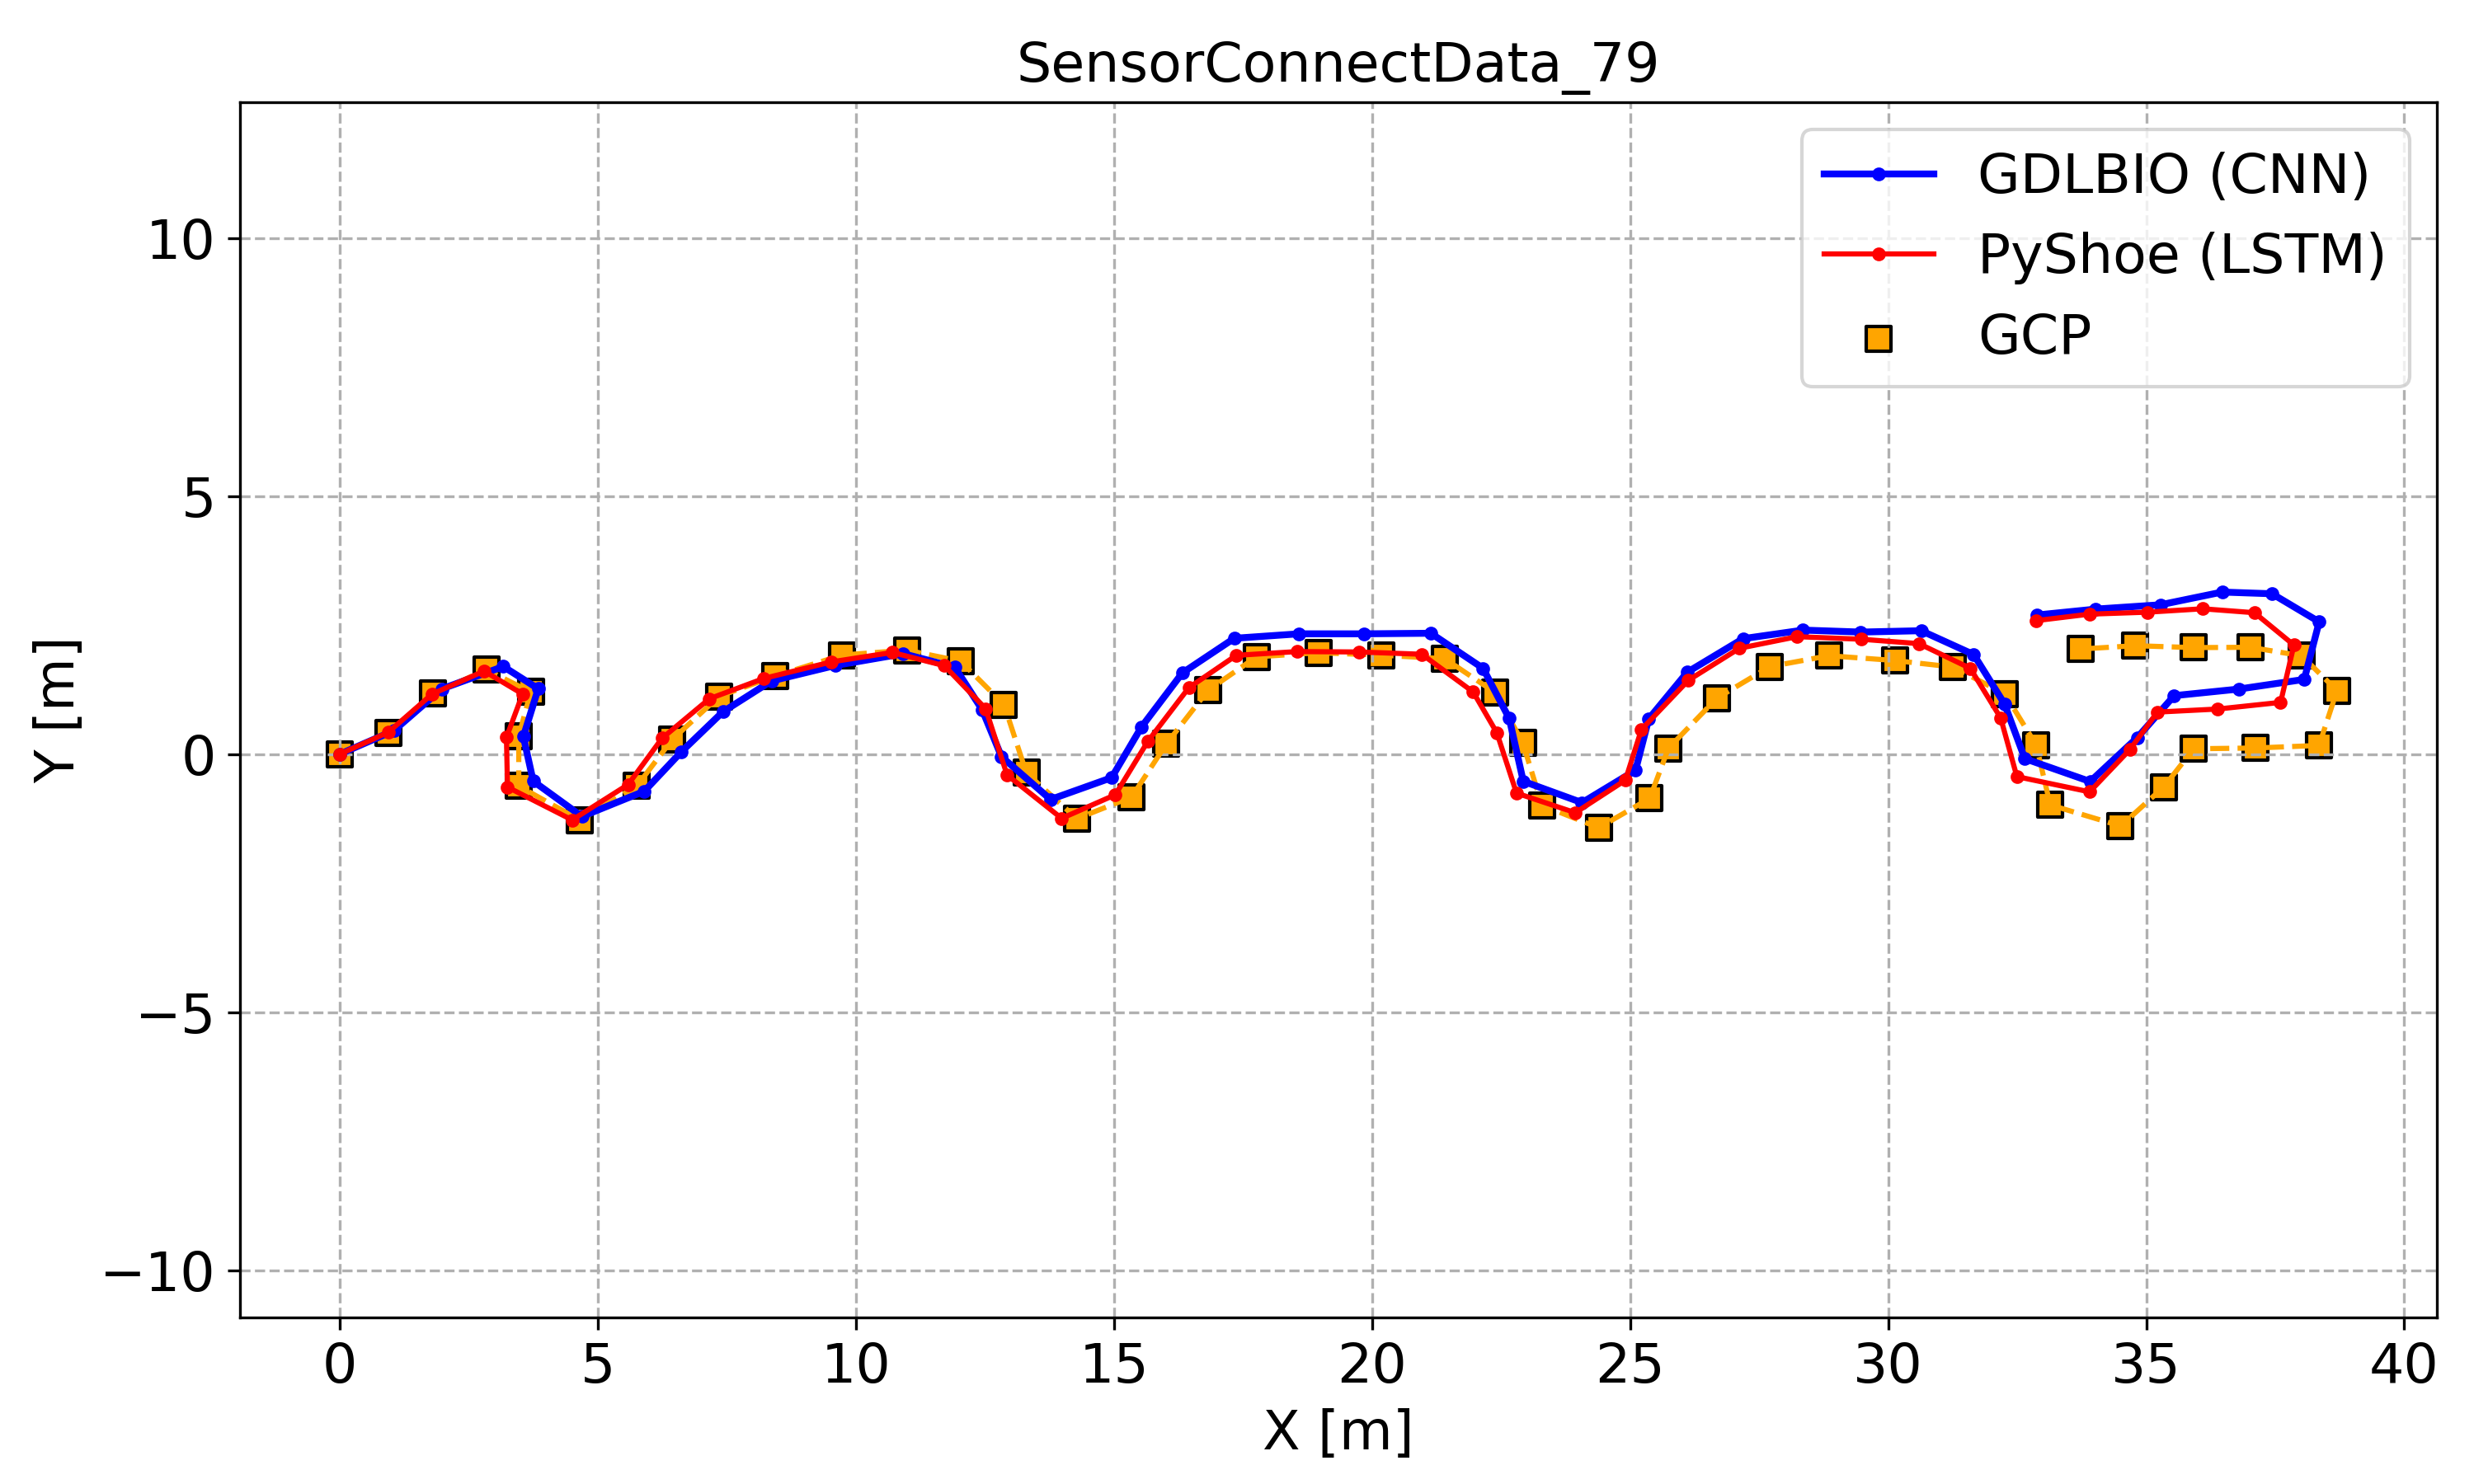 SensorConnectData_79
GDLBIO (CNN)
PyShoe (LSTM)
GCP
Y [m]
10
5
0
−5
−10
0 5 10 15 20 25 30 35 40
X [m]